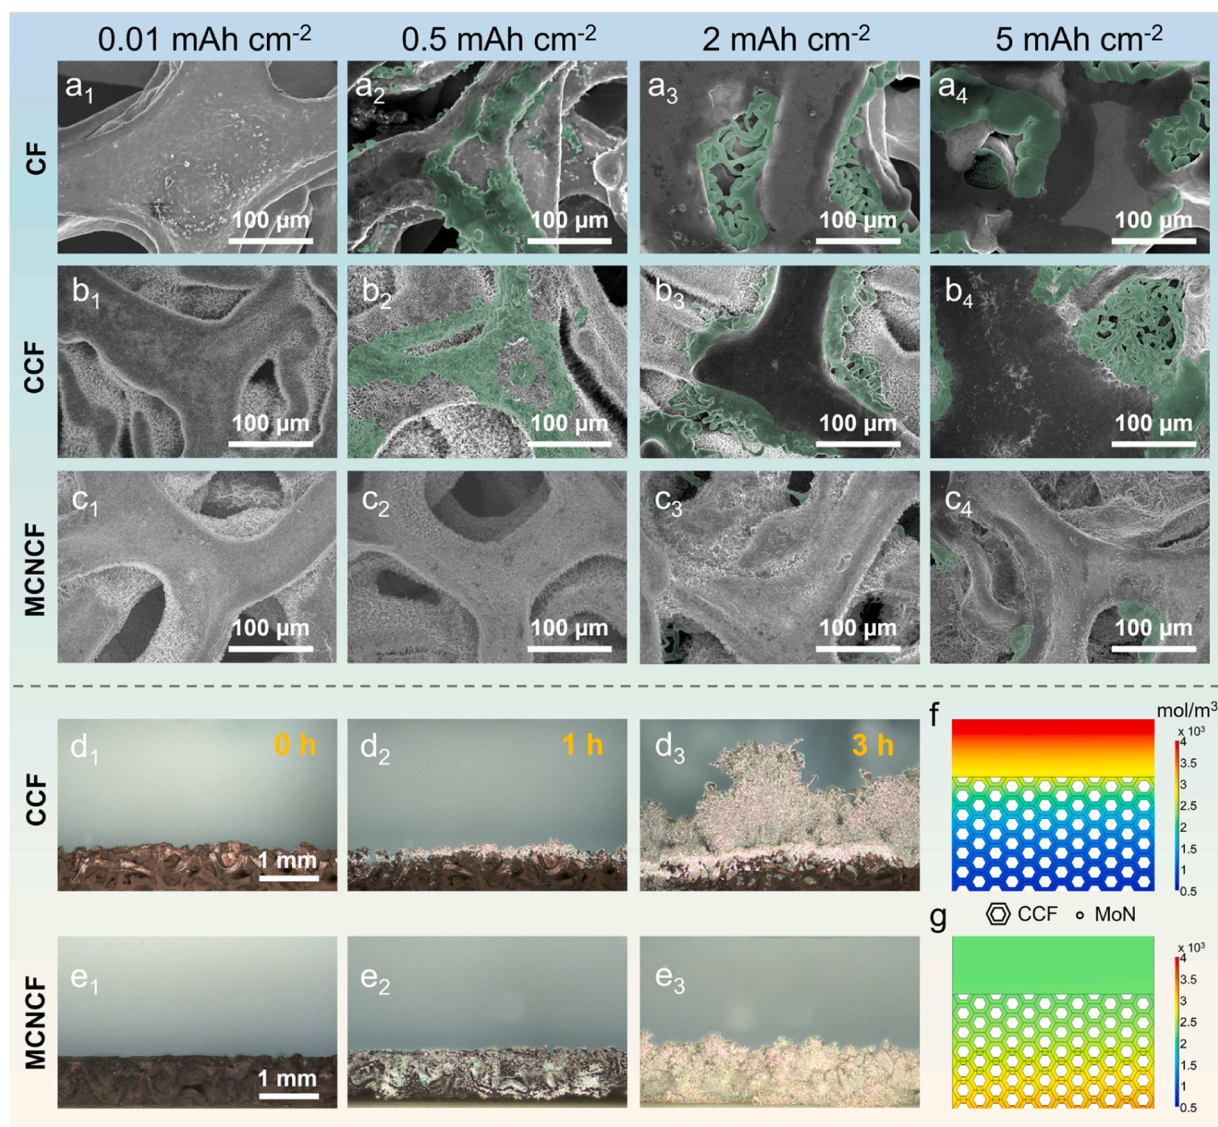 0.01 mAh cm-2 0.5 mAh cm-2 2 mAh cm-2 5 mAh cm-2
CF
a1 a2 a3 a4
100 μm 100 μm 100 μm 100 μm
CCF
b1 b2 b3 b4
100 μm 100 μm 100 μm 100 μm
MCNCF
c1 c2 c3 c4
100 μm 100 μm 100 μm 100 μm
CCF
d1 0 h d2 1 h d3 3 h
1 mm
f
mol/m3
x 103
4
3.5
3
2.5
2
1.5
1
0.5
CCF MoN
MCNCF
e1 e2 e3
1 mm
g
x 103
4
3.5
3
2.5
2
1.5
1
0.5